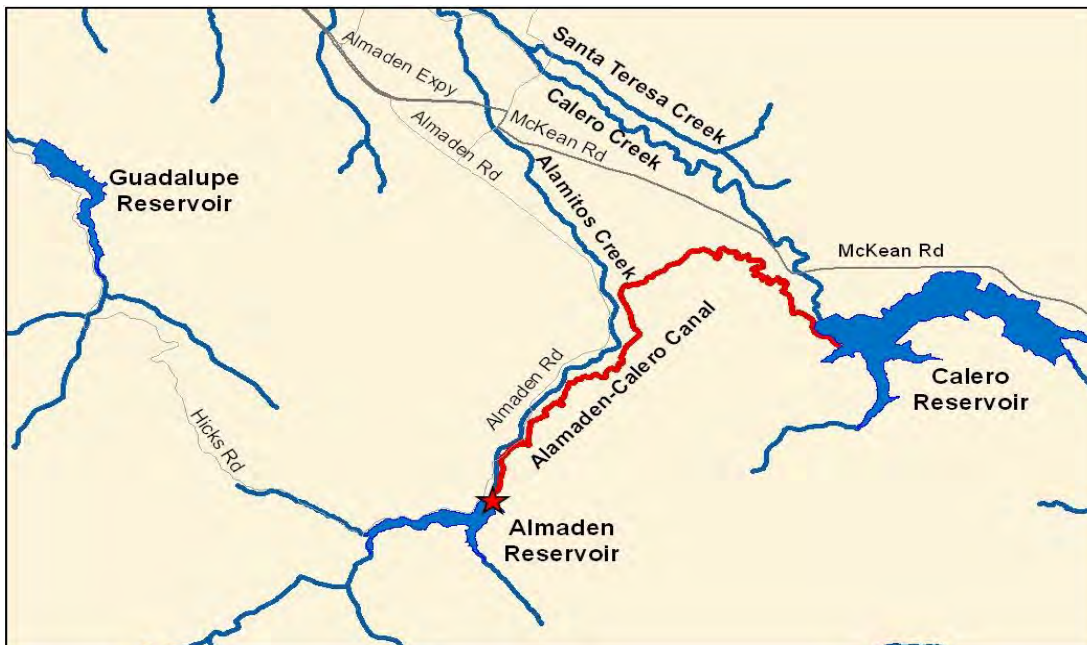 Santa Teresa Creek
Almaden Expy
Calero Creek
McKean Rd
Almaden Rd
Guadalupe
Reservoir
Alamitos Creek
McKean Rd
Calero
Reservoir
Almaden Rd
Alamaden-Calero Canal
Hicks Rd
Almaden
Reservoir